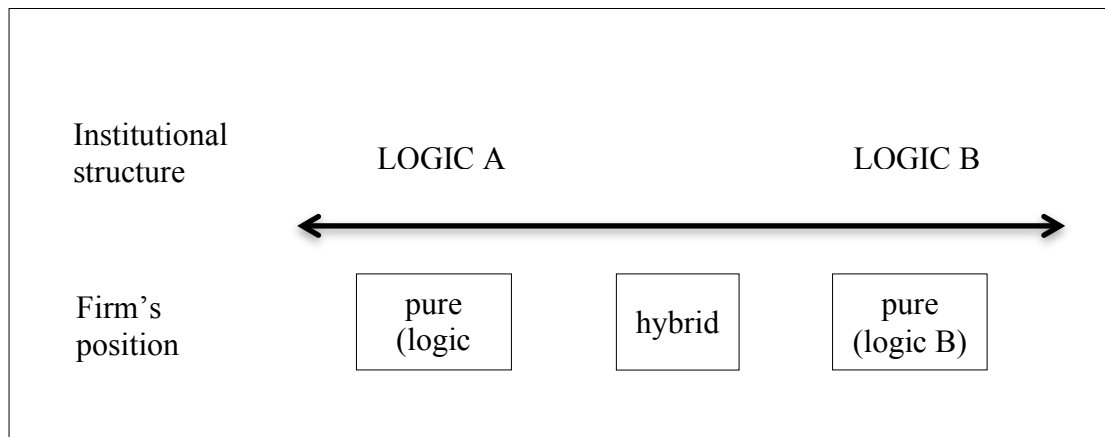 Institutional
structure
LOGIC A
LOGIC B
Firm’s
position
pure
(logic
hybrid
pure
(logic B)